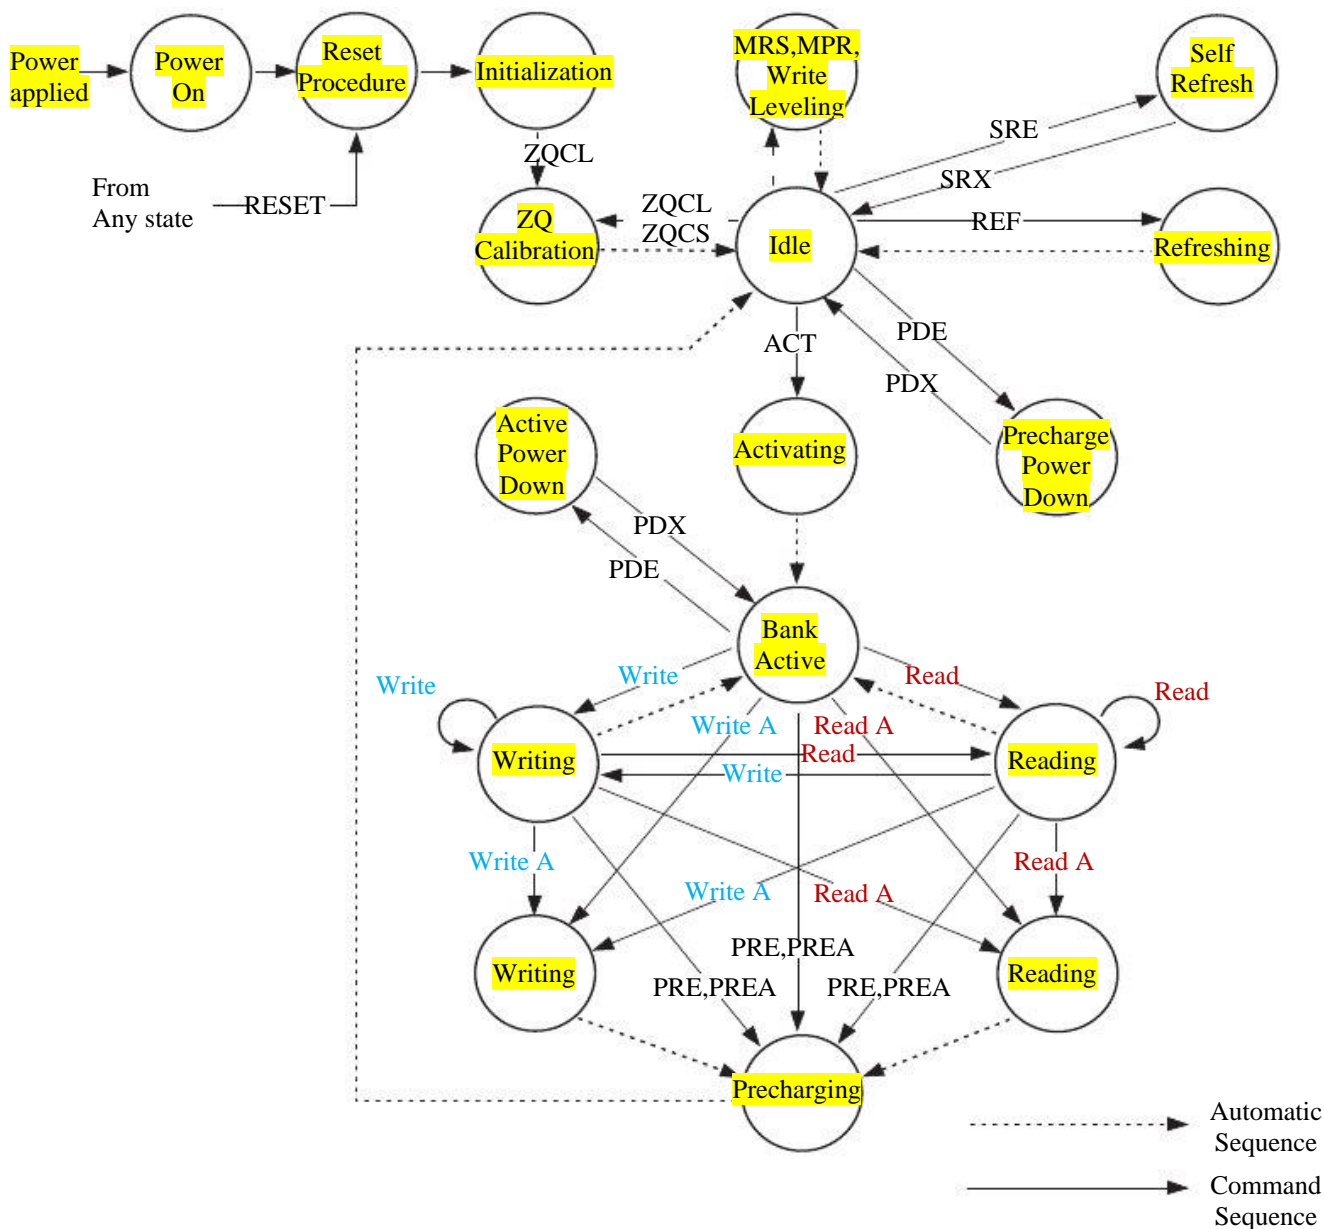 Power
applied
Power
On
Reset
Procedure
Initialization
MRS,MPR,
Write
Leveling
Self
Refresh
From
Any state
RESET
ZQCL
ZQ
Calibration
ZQCL
ZQCS
Idle
SRE
SRX
REF
Refreshing
ACT
PDE
PDX
Active
Power
Down
Activating
Precharge
Power
Down
PDX
PDE
Bank
Active
Write
Write
Read
Read
Write A
Read A
Writing
Read
Write
Reading
Write A
Write A
Read A
Read A
Writing
PRE,PREA
PRE,PREA
PRE,PREA
Reading
Precharging
Automatic
Sequence
Command
Sequence